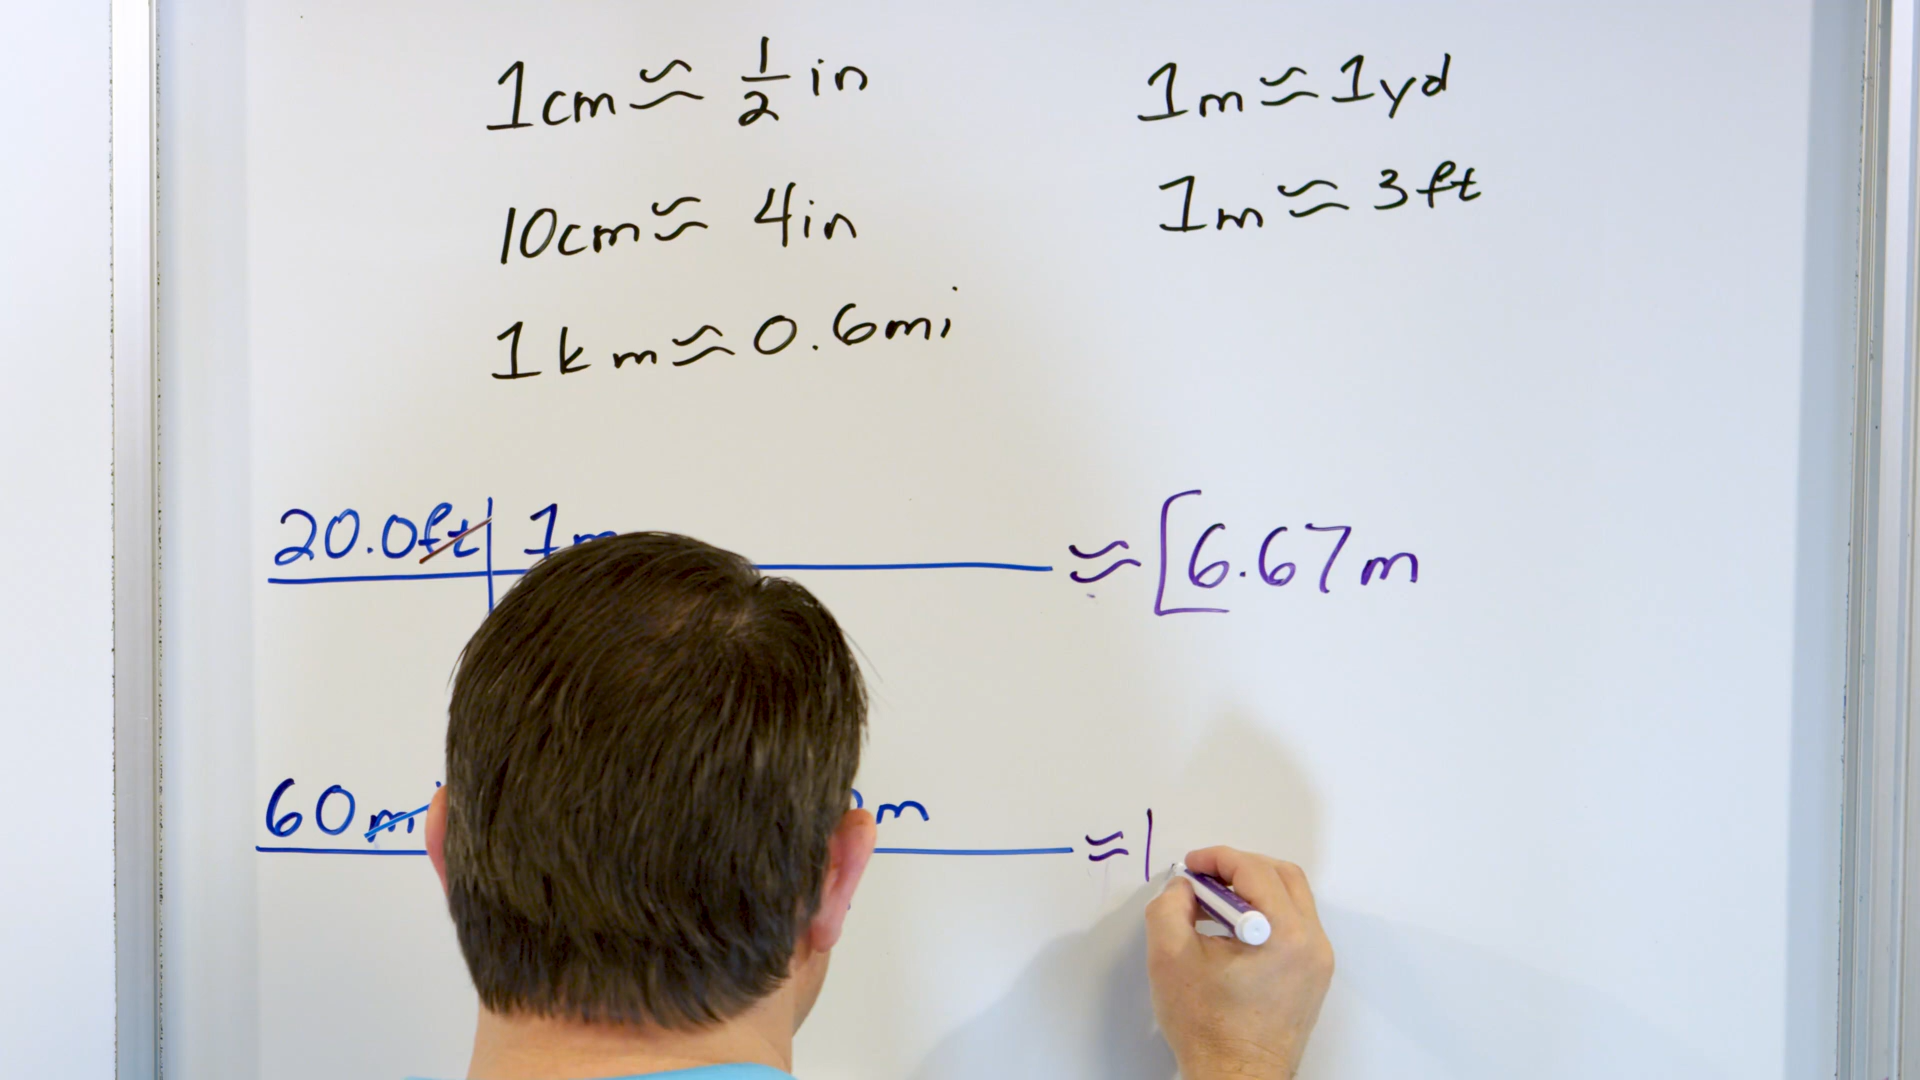 1cm ≈ 1/2 in
10cm ≈ 4in
1km ≈ 0.6mi
1m ≈ 1yd
1m ≈ 3ft
20.0ft 1m ≈ [6.67m
60mi m ≈ 1